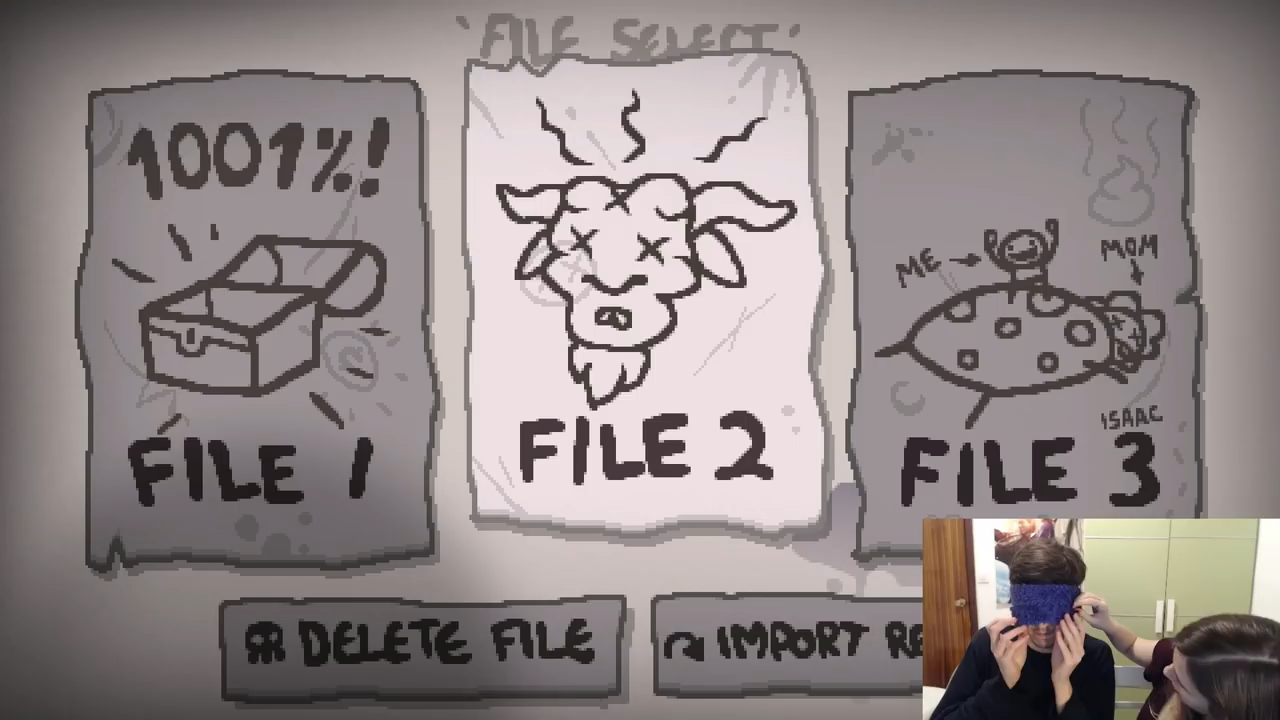 'FILE SELECT'
1001%!
ME
MOM
ISAAC
FILE 1
FILE 2
FILE 3
DELETE FILE
IMPORT RE